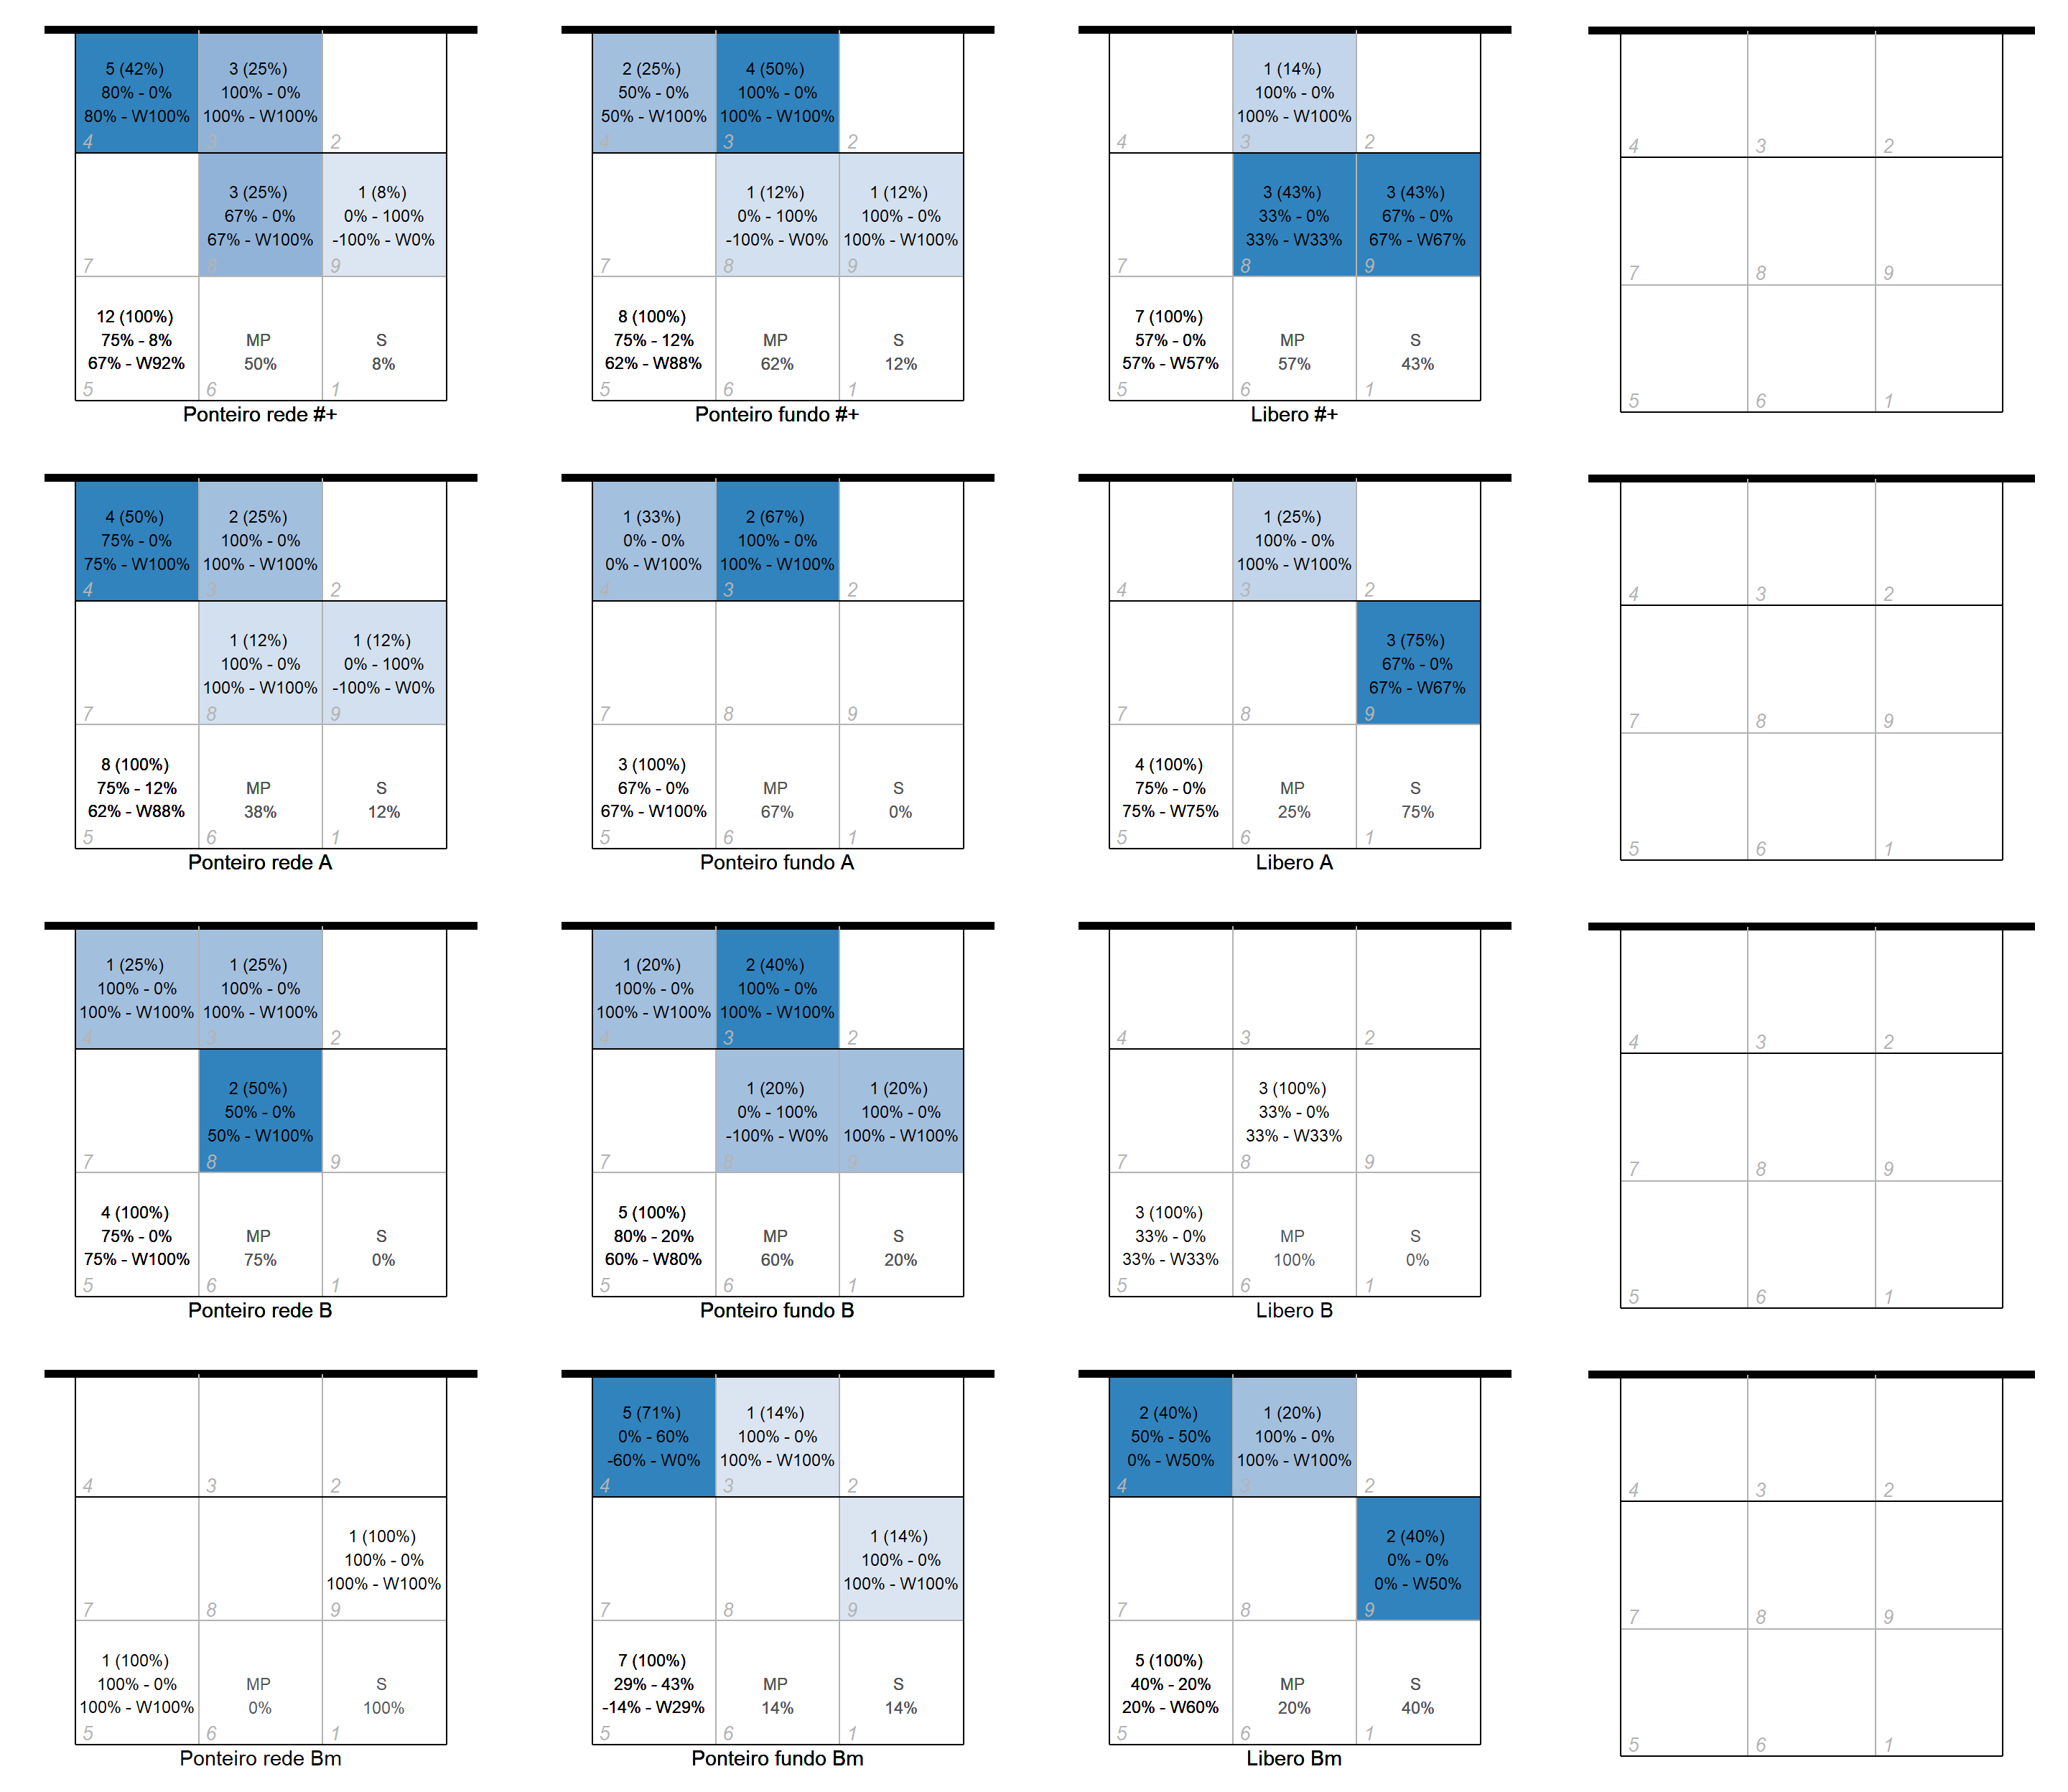 5 (42%)
80% - 0%
80% - W100%
4
3 (25%)
100% - 0%
100% - W100%
3
2
7
3 (25%)
67% - 0%
67% - W100%
8
1 (8%)
0% - 100%
-100% - W0%
9
12 (100%)
75% - 8%
67% - W92%
5
MP
50%
6
S
8%
1
Ponteiro rede #+
2 (25%)
50% - 0%
50% - W100%
4
4 (50%)
100% - 0%
100% - W100%
3
2
7
1 (12%)
0% - 100%
-100% - W0%
8
1 (12%)
100% - 0%
100% - W100%
9
8 (100%)
75% - 12%
62% - W88%
5
MP
62%
6
S
12%
1
Ponteiro fundo #+
4
1 (14%)
100% - 0%
100% - W100%
3
2
7
3 (43%)
33% - 0%
33% - W33%
8
3 (43%)
67% - 0%
67% - W67%
9
7 (100%)
57% - 0%
57% - W57%
5
MP
57%
6
S
43%
1
Libero #+
4
3
2
7
8
9
5
6
1
4 (50%)
75% - 0%
75% - W100%
4
2 (25%)
100% - 0%
100% - W100%
3
2
7
1 (12%)
100% - 0%
100% - W100%
8
1 (12%)
0% - 100%
-100% - W0%
9
8 (100%)
75% - 12%
62% - W88%
5
MP
38%
6
S
12%
1
Ponteiro rede A
1 (33%)
0% - 0%
0% - W100%
4
2 (67%)
100% - 0%
100% - W100%
3
2
7
8
9
3 (100%)
67% - 0%
67% - W100%
5
MP
67%
6
S
0%
1
Ponteiro fundo A
4
1 (25%)
100% - 0%
100% - W100%
3
2
7
8
3 (75%)
67% - 0%
67% - W67%
9
4 (100%)
75% - 0%
75% - W75%
5
MP
25%
6
S
75%
1
Libero A
4
3
2
7
8
9
5
6
1
1 (25%)
100% - 0%
100% - W100%
4
1 (25%)
100% - 0%
100% - W100%
3
2
7
2 (50%)
50% - 0%
50% - W100%
8
9
4 (100%)
75% - 0%
75% - W100%
5
MP
75%
6
S
0%
1
Ponteiro rede B
1 (20%)
100% - 0%
100% - W100%
4
2 (40%)
100% - 0%
100% - W100%
3
2
7
1 (20%)
0% - 100%
-100% - W0%
8
1 (20%)
100% - 0%
100% - W100%
9
5 (100%)
80% - 20%
60% - W80%
5
MP
60%
6
S
20%
1
Ponteiro fundo B
4
3
2
7
3 (100%)
33% - 0%
33% - W33%
8
9
3 (100%)
33% - 0%
33% - W33%
5
MP
100%
6
S
0%
1
Libero B
4
3
2
7
8
9
5
6
1
4
3
2
7
8
1 (100%)
100% - 0%
100% - W100%
9
1 (100%)
100% - 0%
100% - W100%
5
MP
0%
6
S
100%
1
Ponteiro rede Bm
5 (71%)
0% - 60%
-60% - W0%
4
1 (14%)
100% - 0%
100% - W100%
3
2
7
8
1 (14%)
100% - 0%
100% - W100%
9
7 (100%)
29% - 43%
-14% - W29%
5
MP
14%
6
S
14%
1
Ponteiro fundo Bm
2 (40%)
50% - 50%
0% - W50%
4
1 (20%)
100% - 0%
100% - W100%
3
2
7
8
2 (40%)
0% - 0%
0% - W50%
9
5 (100%)
40% - 20%
20% - W60%
5
MP
20%
6
S
40%
1
Libero Bm
4
3
2
7
8
9
5
6
1